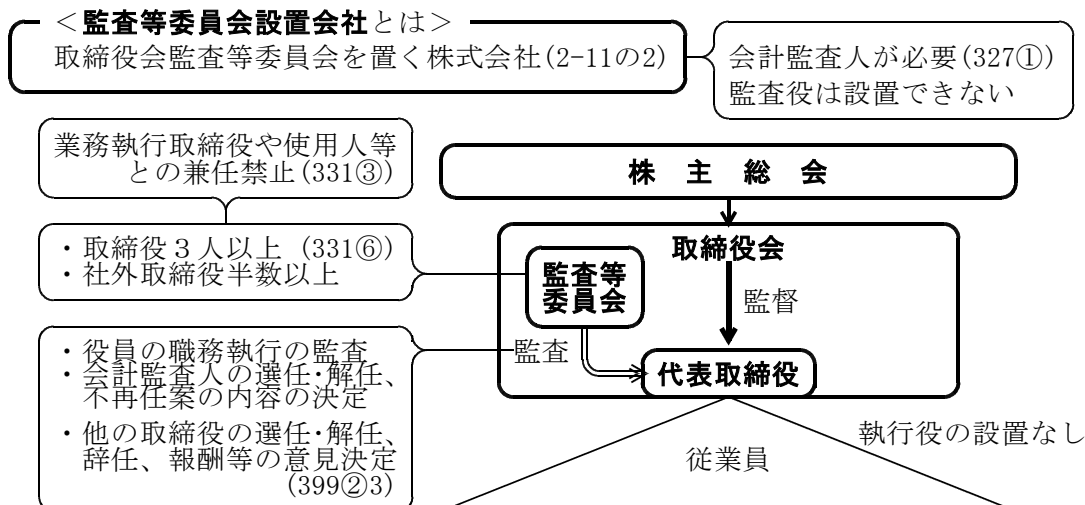 ＜監査等委員会設置会社とは＞
取締役会監査等委員会を置く株式会社(2-11の2)
会計監査人が必要(327①)
監査役は設置できない
業務執行取締役や使用人等
との兼任禁止(331③)
株 主 総 会
・取締役３人以上 (331⑥)
・社外取締役半数以上
取締役会
監査等
委員会
監督
・役員の職務執行の監査
・会計監査人の選任･解任、
不再任案の内容の決定
・他の取締役の選任･解任、
辞任、報酬等の意見決定
(399②3)
監査
代表取締役
執行役の設置なし
従業員